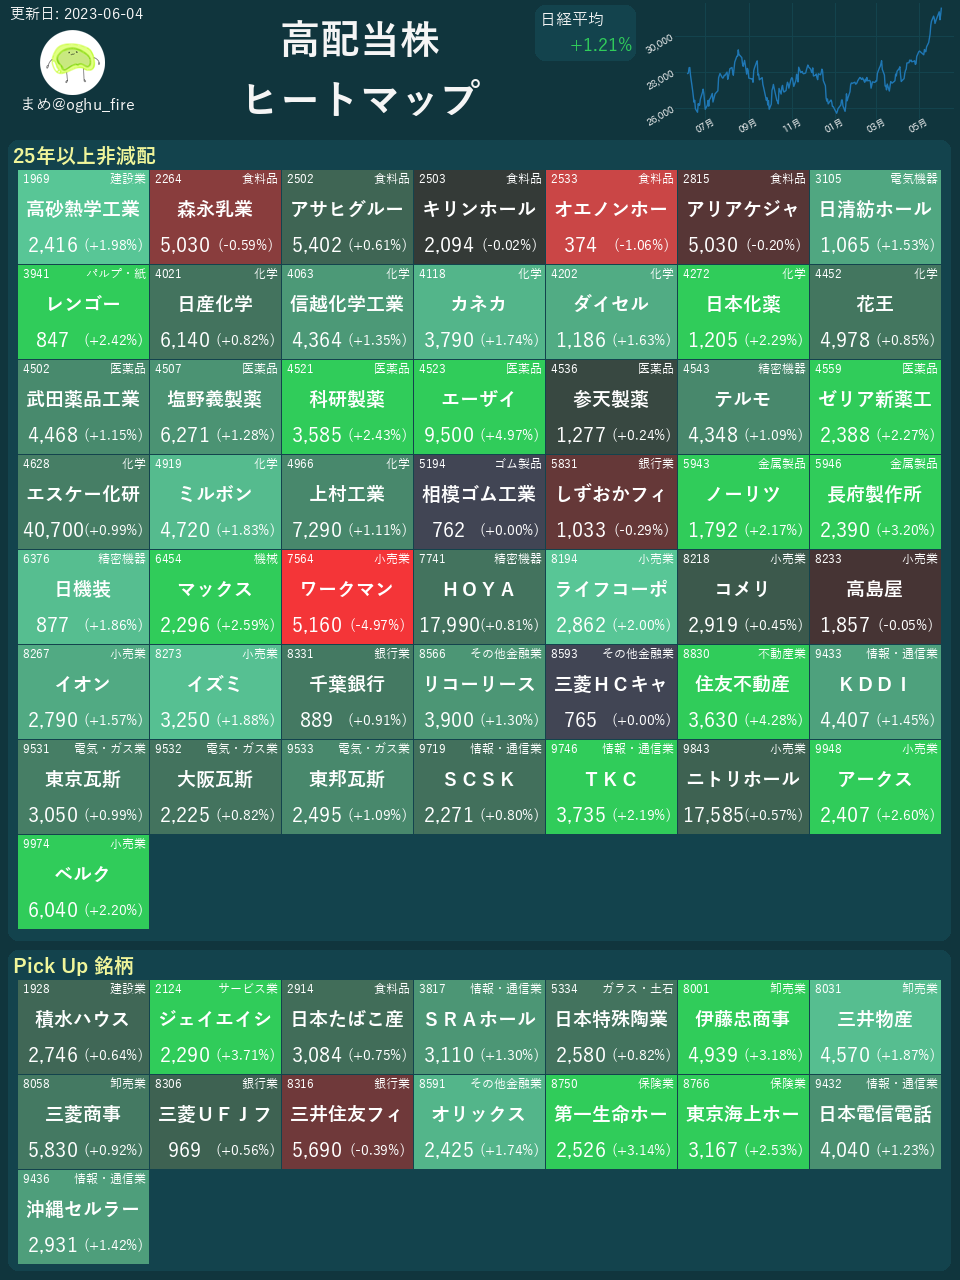 更新日: 2023-06-04
まめ@oghu_fire
高配当株
ヒートマップ
日経平均
+1.21%
30,000
28,000
26,000
07月 09月 11月 01月 03月 05月
25年以上非減配
1969 建設業 2264 食料品 2502 食料品 2503 食料品 2533 食料品 2815 食料品 3105 電気機器
高砂熱学工業 森永乳業 アサヒグルー キリンホール オエノンホー アリアケジャ 日清紡ホール
2,416 (+1.98%) 5,030 (-0.59%) 5,402 (+0.61%) 2,094 (-0.02%) 374 (-1.06%) 5,030 (-0.20%) 1,065 (+1.53%)
3941 パルプ・紙 4021 化学 4063 化学 4118 化学 4202 化学 4272 化学 4452 化学
レンゴー 日産化学 信越化学工業 カネカ ダイセル 日本化薬 花王
847 (+2.42%) 6,140 (+0.82%) 4,364 (+1.35%) 3,790 (+1.74%) 1,186 (+1.63%) 1,205 (+2.29%) 4,978 (+0.85%)
4502 医薬品 4507 医薬品 4521 医薬品 4523 医薬品 4536 医薬品 4543 精密機器 4559 医薬品
武田薬品工業 塩野義製薬 科研製薬 エーザイ 参天製薬 テルモ ゼリア新薬工
4,468 (+1.15%) 6,271 (+1.28%) 3,585 (+2.43%) 9,500 (+4.97%) 1,277 (+0.24%) 4,348 (+1.09%) 2,388 (+2.27%)
4628 化学 4919 化学 4966 化学 5194 ゴム製品 5831 銀行業 5943 金属製品 5946 金属製品
エスケー化研 ミルボン 上村工業 相模ゴム工業 しずおかフィ ノーリツ 長府製作所
40,700(+0.99%) 4,720 (+1.83%) 7,290 (+1.11%) 762 (+0.00%) 1,033 (-0.29%) 1,792 (+2.17%) 2,390 (+3.20%)
6376 精密機器 6454 機械 7564 小売業 7741 精密機器 8194 小売業 8218 小売業 8233 小売業
日機装 マックス ワークマン ＨＯＹＡ ライフコーポ コメリ 高島屋
877 (+1.86%) 2,296 (+2.59%) 5,160 (-4.97%) 17,990(+0.81%) 2,862 (+2.00%) 2,919 (+0.45%) 1,857 (-0.05%)
8267 小売業 8273 小売業 8331 銀行業 8566 その他金融業 8593 その他金融業 8830 不動産業 9433 情報・通信業
イオン イズミ 千葉銀行 リコーリース 三菱ＨＣキャ 住友不動産 ＫＤＤＩ
2,790 (+1.57%) 3,250 (+1.88%) 889 (+0.91%) 3,900 (+1.30%) 765 (+0.00%) 3,630 (+4.28%) 4,407 (+1.45%)
9531 電気・ガス業 9532 電気・ガス業 9533 電気・ガス業 9719 情報・通信業 9746 情報・通信業 9843 小売業 9948 小売業
東京瓦斯 大阪瓦斯 東邦瓦斯 ＳＣＳＫ ＴＫＣ ニトリホール アークス
3,050 (+0.99%) 2,225 (+0.82%) 2,495 (+1.09%) 2,271 (+0.80%) 3,735 (+2.19%) 17,585(+0.57%) 2,407 (+2.60%)
9974 小売業
ベルク
6,040 (+2.20%)
Pick Up 銘柄
1928 建設業 2124 サービス業 2914 食料品 3817 情報・通信業 5334 ガラス・土石 8001 卸売業 8031 卸売業
積水ハウス ジェイエイシ 日本たばこ産 ＳＲＡホール 日本特殊陶業 伊藤忠商事 三井物産
2,746 (+0.64%) 2,290 (+3.71%) 3,084 (+0.75%) 3,110 (+1.30%) 2,580 (+0.82%) 4,939 (+3.18%) 4,570 (+1.87%)
8058 卸売業 8306 銀行業 8316 銀行業 8591 その他金融業 8750 保険業 8766 保険業 9432 情報・通信業
三菱商事 三菱ＵＦＪフ 三井住友フィ オリックス 第一生命ホー 東京海上ホー 日本電信電話
5,830 (+0.92%) 969 (+0.56%) 5,690 (-0.39%) 2,425 (+1.74%) 2,526 (+3.14%) 3,167 (+2.53%) 4,040 (+1.23%)
9436 情報・通信業
沖縄セルラー
2,931 (+1.42%)